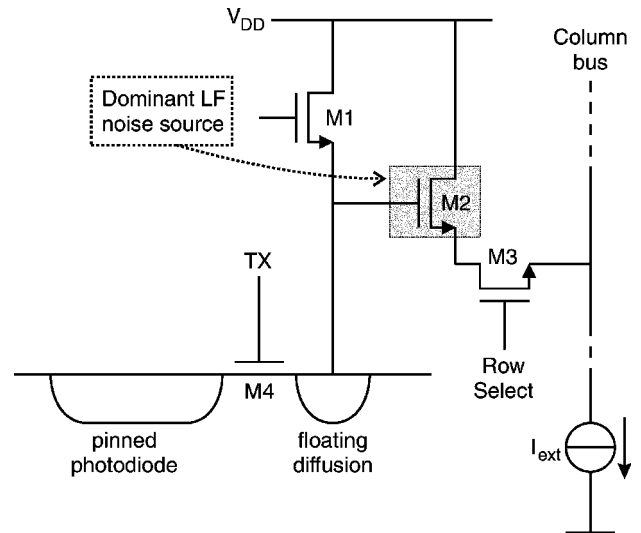 V_DD
Column
bus
Dominant LF
noise source
M1
M2
M3
TX
Row
Select
M4
pinned
photodiode
floating
diffusion
I_ext